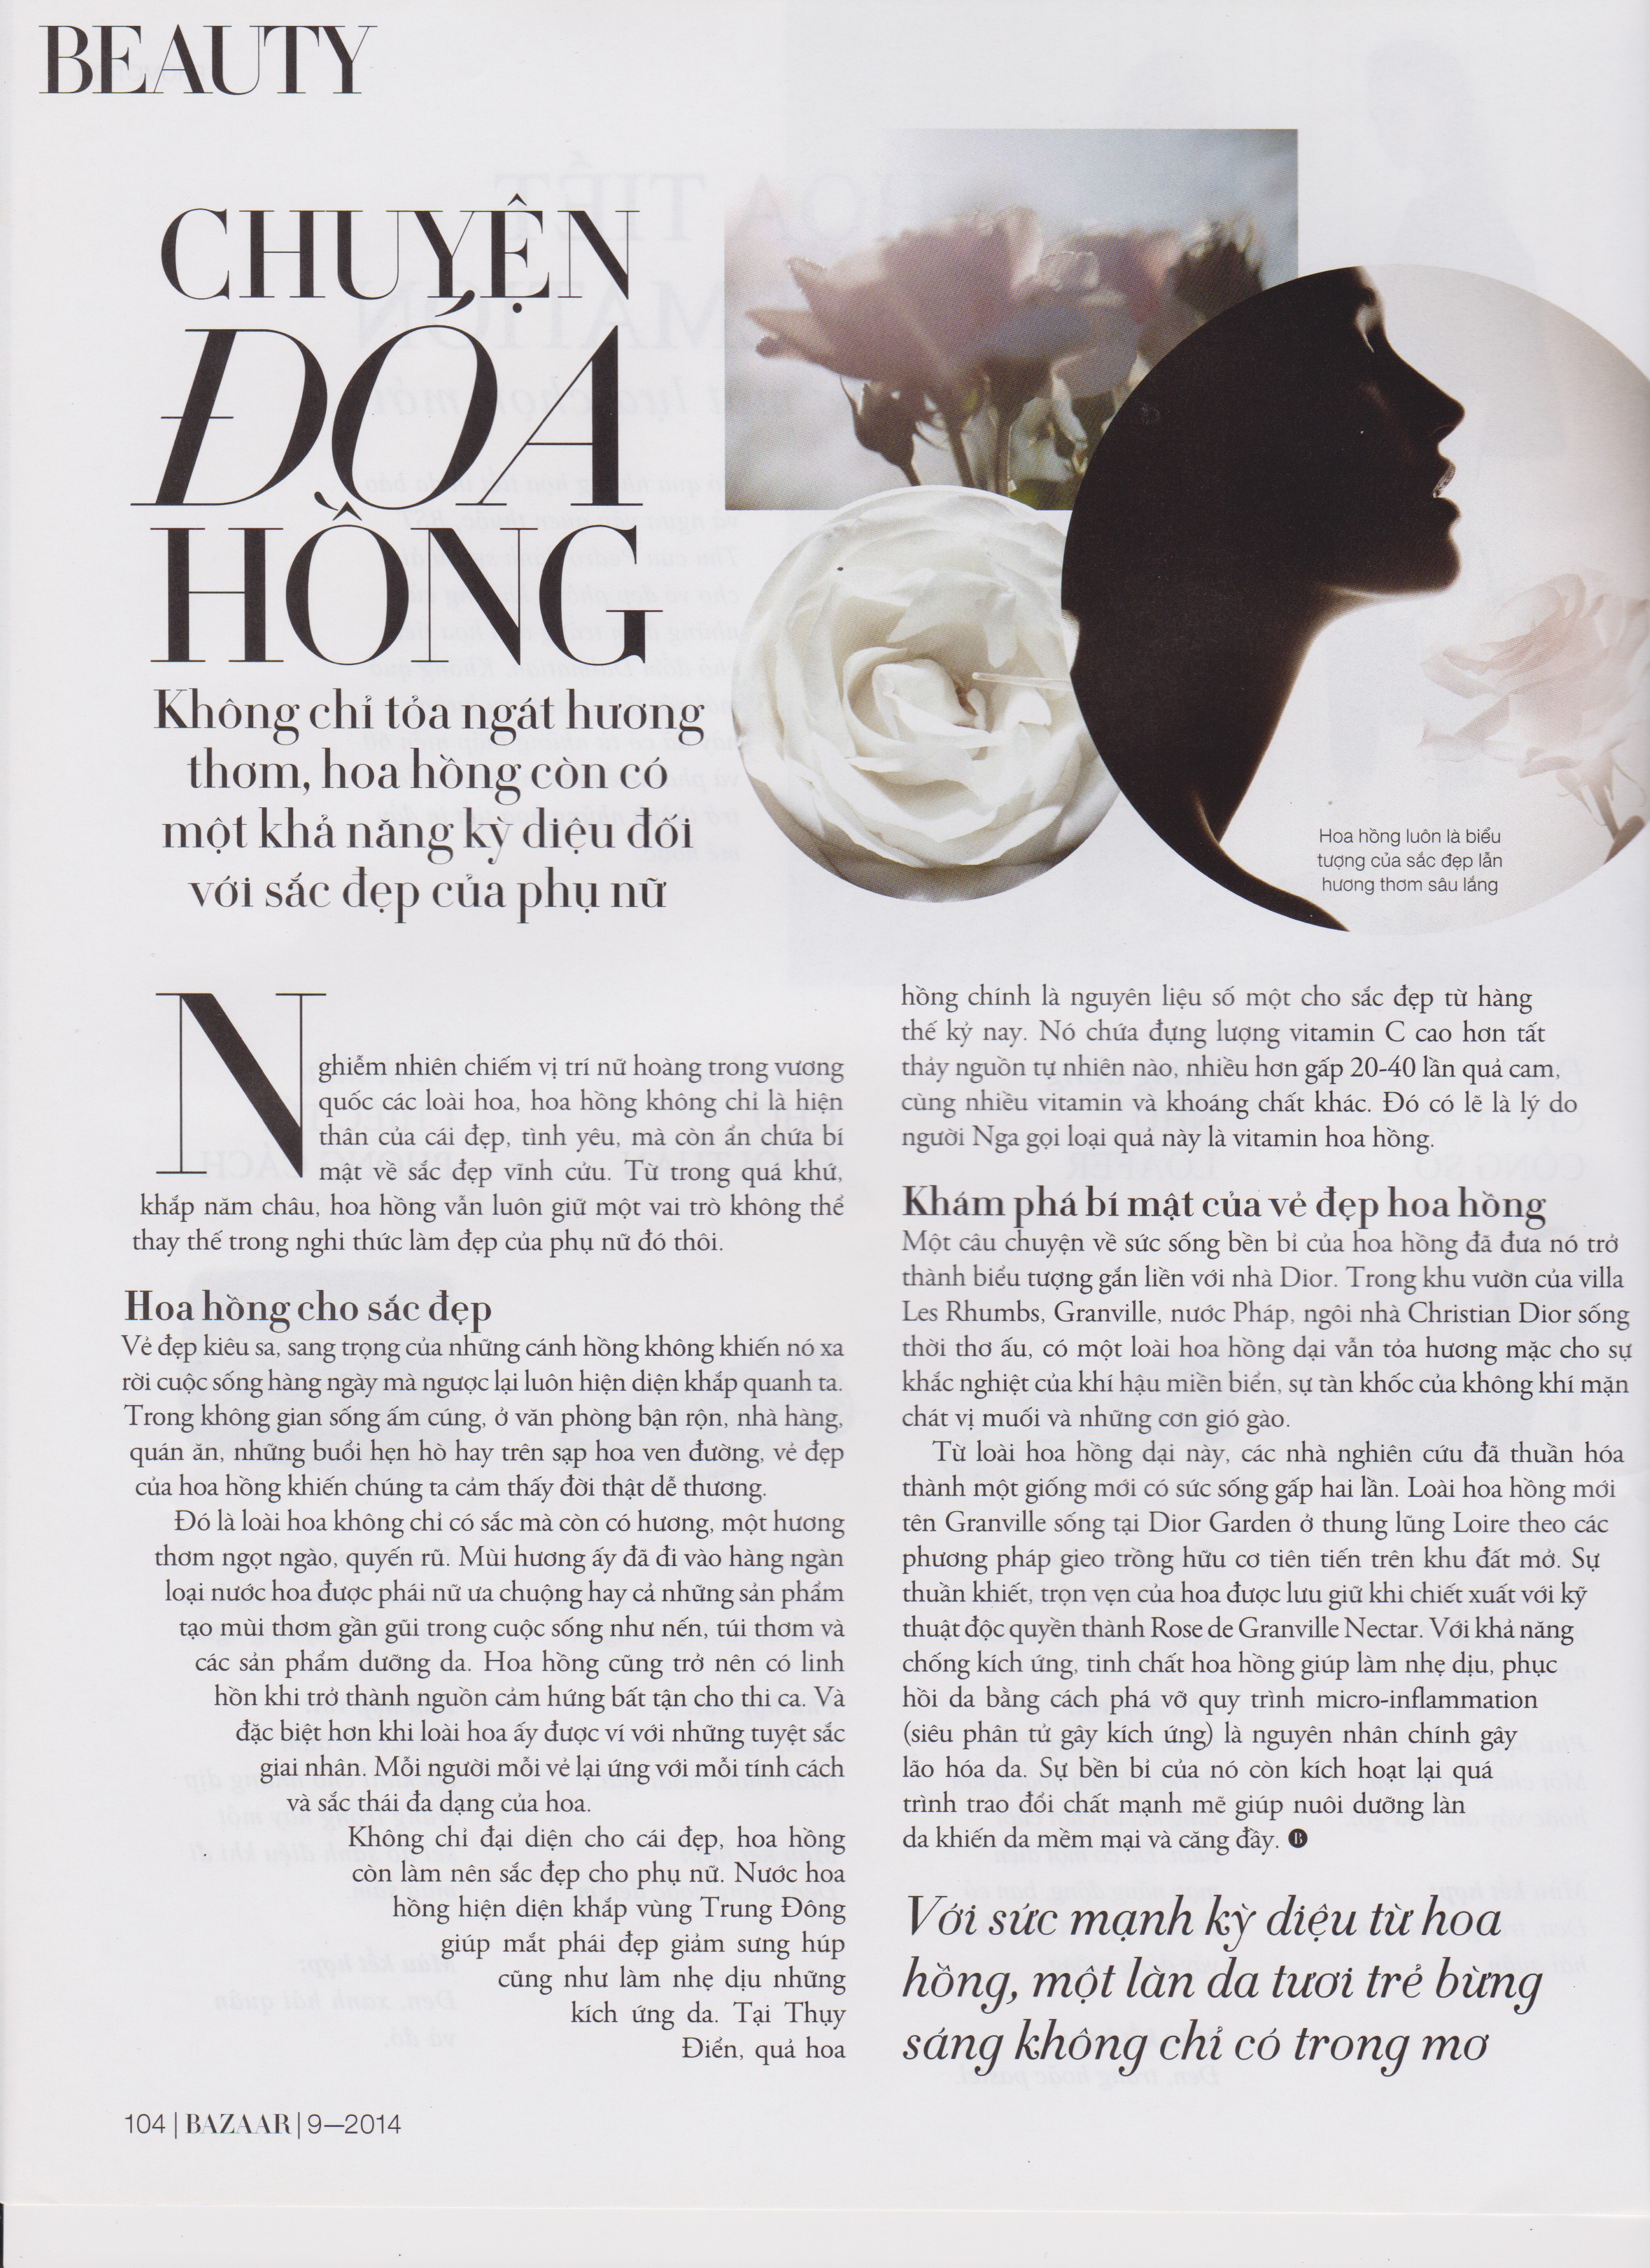 BEAUTY
CHUYỆN
ĐÓA
HỒNG
Không chỉ tỏa ngát hương
thơm, hoa hồng còn có
một khả năng kỳ diệu đối
với sắc đẹp của phụ nữ
Hoa hồng luôn là biểu
tượng của sắc đẹp lẫn
hương thơm sâu lắng
Nghiễm nhiên chiếm vị trí nữ hoàng trong vương
quốc các loài hoa, hoa hồng không chỉ là hiện
thân của cái đẹp, tình yêu, mà còn ẩn chứa bí
mật về sắc đẹp vĩnh cửu. Từ trong quá khứ,
khắp năm châu, hoa hồng vẫn luôn giữ một vai trò không thể
thay thế trong nghi thức làm đẹp của phụ nữ đó thôi.
Hoa hồng cho sắc đẹp
Vẻ đẹp kiêu sa, sang trọng của những cánh hồng không khiến nó xa
rời cuộc sống hàng ngày mà ngược lại luôn hiện diện khắp quanh ta.
Trong không gian sống ấm cúng, ở văn phòng bận rộn, nhà hàng,
quán ăn, những buổi hẹn hò hay trên sạp hoa ven đường, vẻ đẹp
của hoa hồng khiến chúng ta cảm thấy đời thật dễ thương.
Đó là loài hoa không chỉ có sắc mà còn có hương, một hương
thơm ngọt ngào, quyến rũ. Mùi hương ấy đã đi vào hàng ngàn
loại nước hoa được phái nữ ưa chuộng hay cả những sản phẩm
tạo mùi thơm gần gũi trong cuộc sống như nến, túi thơm và
các sản phẩm dưỡng da. Hoa hồng cũng trở nên có linh
hồn khi trở thành nguồn cảm hứng bất tận cho thi ca. Và
đặc biệt hơn khi loài hoa ấy được ví với những tuyệt sắc
giai nhân. Mỗi người mỗi vẻ lại ứng với mỗi tính cách
và sắc thái đa dạng của hoa.
Không chỉ đại diện cho cái đẹp, hoa hồng
còn làm nên sắc đẹp cho phụ nữ. Nước hoa
hồng hiện diện khắp vùng Trung Đông
giúp mắt phái đẹp giảm sưng húp
cũng như làm nhẹ dịu những
kích ứng da. Tại Thụy
Điển, quả hoa
hồng chính là nguyên liệu số một cho sắc đẹp từ hàng
thế kỷ nay. Nó chứa đựng lượng vitamin C cao hơn tất
thảy nguồn tự nhiên nào, nhiều hơn gấp 20-40 lần quả cam,
cùng nhiều vitamin và khoáng chất khác. Đó có lẽ là lý do
người Nga gọi loại quả này là vitamin hoa hồng.
Khám phá bí mật của vẻ đẹp hoa hồng
Một câu chuyện về sức sống bền bỉ của hoa hồng đã đưa nó trở
thành biểu tượng gắn liền với nhà Dior. Trong khu vườn của villa
Les Rhumbs, Granville, nước Pháp, ngôi nhà Christian Dior sống
thời thơ ấu, có một loài hoa hồng dại vẫn tỏa hương mặc cho sự
khắc nghiệt của khí hậu miền biển, sự tàn khốc của không khí mặn
chát vị muối và những cơn gió gào.
Từ loài hoa hồng dại này, các nhà nghiên cứu đã thuần hóa
thành một giống mới có sức sống gấp hai lần. Loài hoa hồng mới
tên Granville sống tại Dior Garden ở thung lũng Loire theo các
phương pháp gieo trồng hữu cơ tiên tiến trên khu đất mở. Sự
thuần khiết, trọn vẹn của hoa được lưu giữ khi chiết xuất với kỹ
thuật độc quyền thành Rose de Granville Nectar. Với khả năng
chống kích ứng, tinh chất hoa hồng giúp làm nhẹ dịu, phục
hồi da bằng cách phá vỡ quy trình micro-inflammation
(siêu phân tử gây kích ứng) là nguyên nhân chính gây
lão hóa da. Sự bền bỉ của nó còn kích hoạt lại quá
trình trao đổi chất mạnh mẽ giúp nuôi dưỡng làn
da khiến da mềm mại và căng đầy. B
Với sức mạnh kỳ diệu từ hoa
hồng, một làn da tươi trẻ bừng
sáng không chỉ có trong mơ
104 | BAZAAR | 9—2014